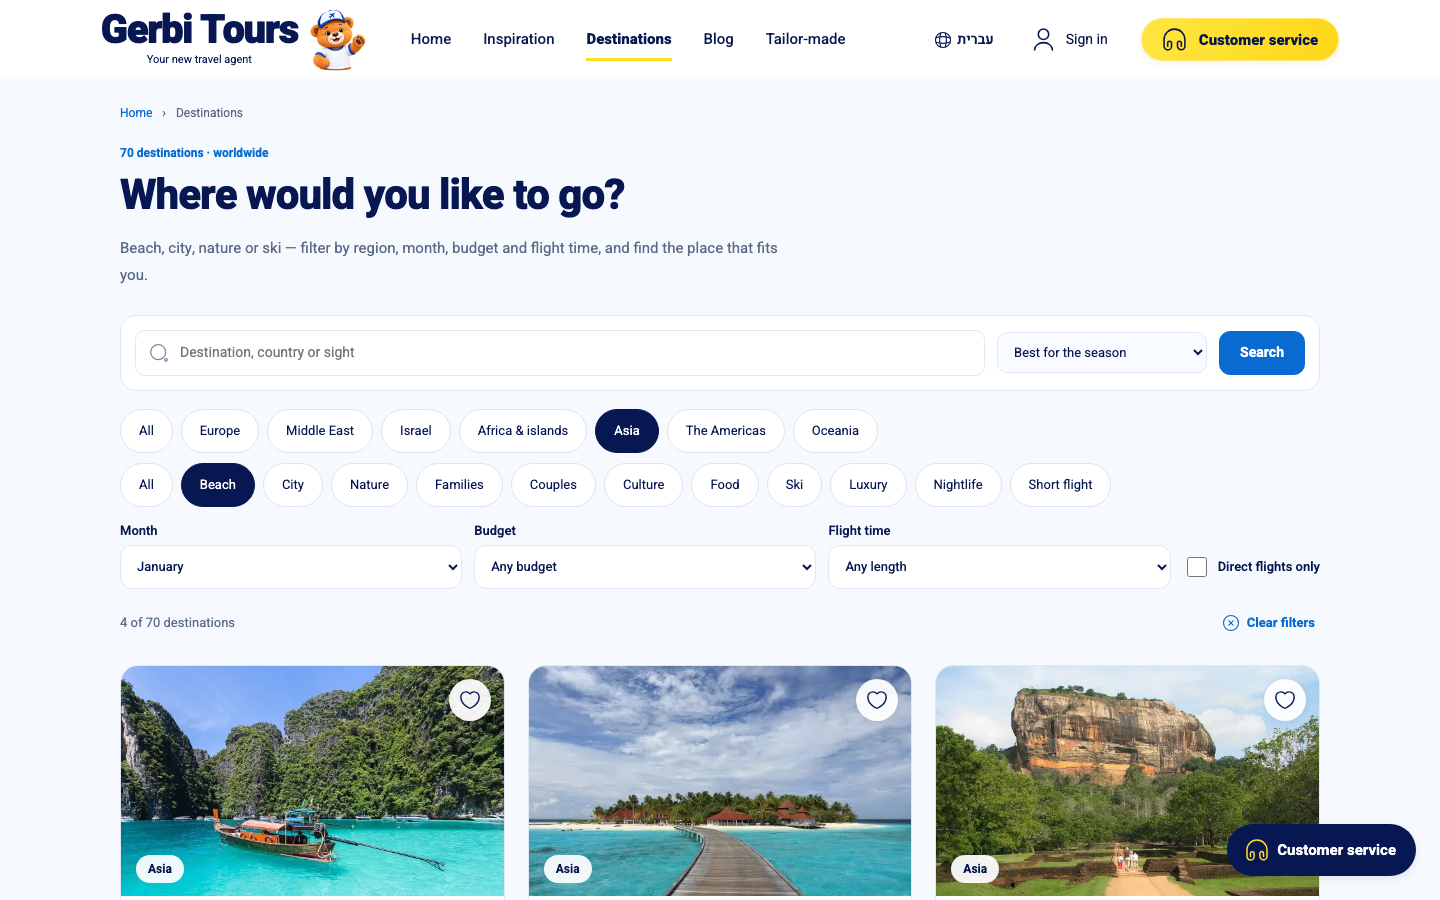 Gerbi Tours
Your new travel agent
Home
Inspiration
Destinations
Blog
Tailor-made
עברית
Sign in
Customer service
Home › Destinations
70 destinations · worldwide
Where would you like to go?
Beach, city, nature or ski — filter by region, month, budget and flight time, and find the place that fits
you.
Destination, country or sight
Best for the season
Search
All
Europe
Middle East
Israel
Africa & islands
Asia
The Americas
Oceania
All
Beach
City
Nature
Families
Couples
Culture
Food
Ski
Luxury
Nightlife
Short flight
Month
Budget
Flight time
January
Any budget
Any length
Direct flights only
4 of 70 destinations
Clear filters
Asia
Asia
Asia
Customer service